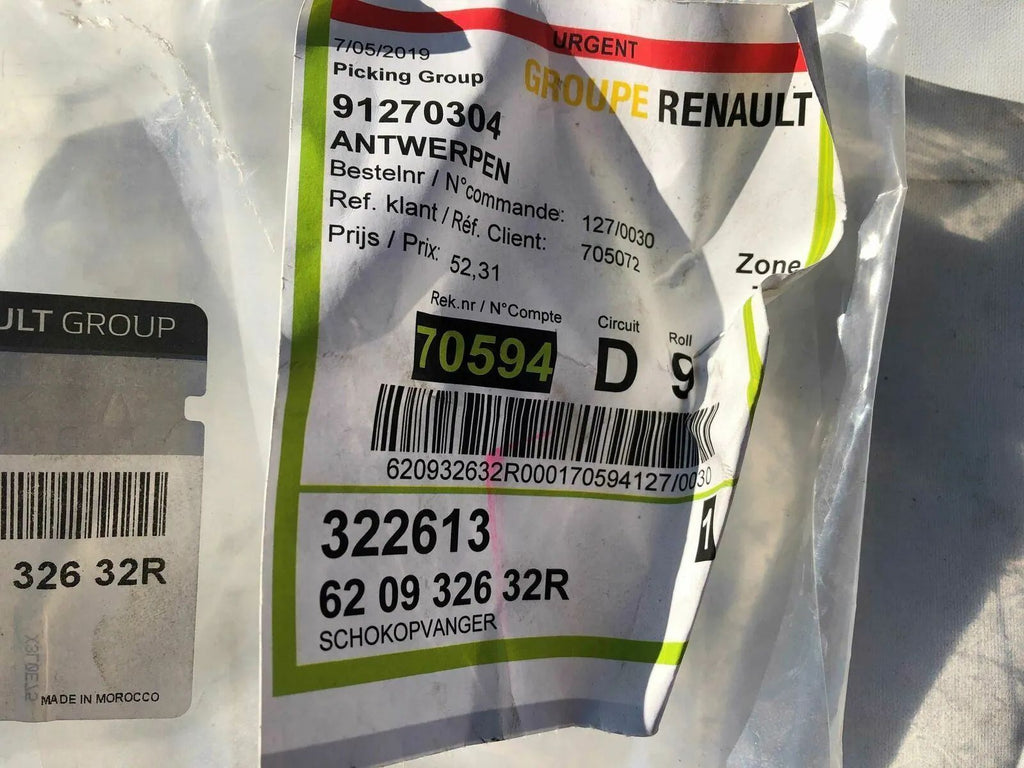 URGENT
7/05/2019
Picking Group
GROUPE RENAULT
91270304
ANTWERPEN
Bestelnr / N°commande: 127/0030
Ref. klant / Réf. Client: 705072
Prijs / Prix: 52,31
Zone
Rek.nr / N°Compte
Circuit
Roll
70594
D
9
620932632R000170594127/0030
322613
1
62 09 326 32R
SCHOKOPVANGER
ULT GROUP
326 32R
MADE IN MOROCCO